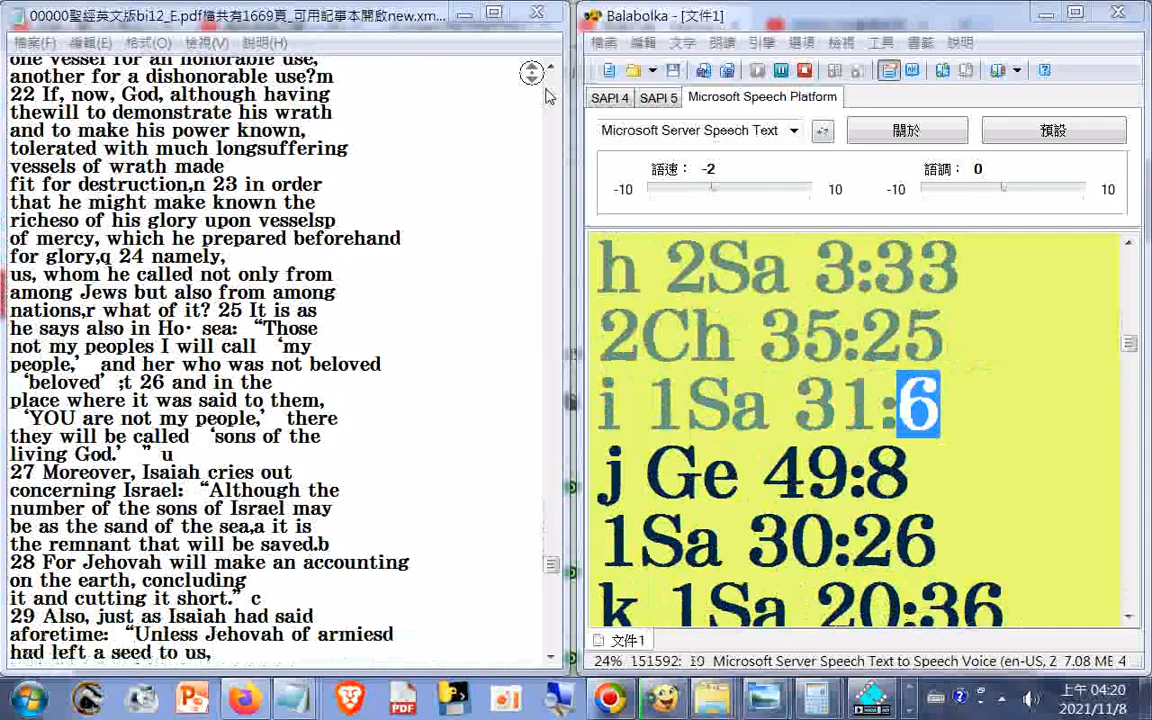 00000聖經英文版bi12_E.pdf檔共有1669頁_可用記事本開啟new.xm...
檔案(F) 編輯(E) 格式(O) 檢視(V) 說明(H)
one vessel for an honorable use,
another for a dishonorable use?m
22 If, now, God, although having
thewill to demonstrate his wrath
and to make his power known,
tolerated with much longsuffering
vessels of wrath made
fit for destruction,n 23 in order
that he might make known the
richeso of his glory upon vesselsp
of mercy, which he prepared beforehand
for glory,q 24 namely,
us, whom he called not only from
among Jews but also from among
nations,r what of it? 25 It is as
he says also in Ho· sea: “Those
not my peoples I will call ‘my
people,’ and her who was not beloved
‘beloved’ ;t 26 and in the
place where it was said to them,
‘YOU are not my people,’ there
they will be called ‘sons of the
living God.’ ” u
27 Moreover, Isaiah cries out
concerning Israel: “Although the
number of the sons of Israel may
be as the sand of the sea,a it is
the remnant that will be saved.b
28 For Jehovah will make an accounting
on the earth, concluding
it and cutting it short.” c
29 Also, just as Isaiah had said
aforetime: “Unless Jehovah of armiesd
had left a seed to us,
Balabolka - [文件1]
檔案 編輯 文字 朗讀 引擎 選項 檢視 工具 書籤 說明
SAPI 4 SAPI 5 Microsoft Speech Platform
Microsoft Server Speech Text 關於 預設
語速： -2 語調： 0
-10 10 -10 10
h 2Sa 3:33
2Ch 35:25
i 1Sa 31:6
j Ge 49:8
1Sa 30:26
k 1Sa 20:36
文件1
24% 151592: 10 Microsoft Server Speech Text to Speech Voice (en-US, Z 7.08 MB 4
上午 04:20
2021/11/8